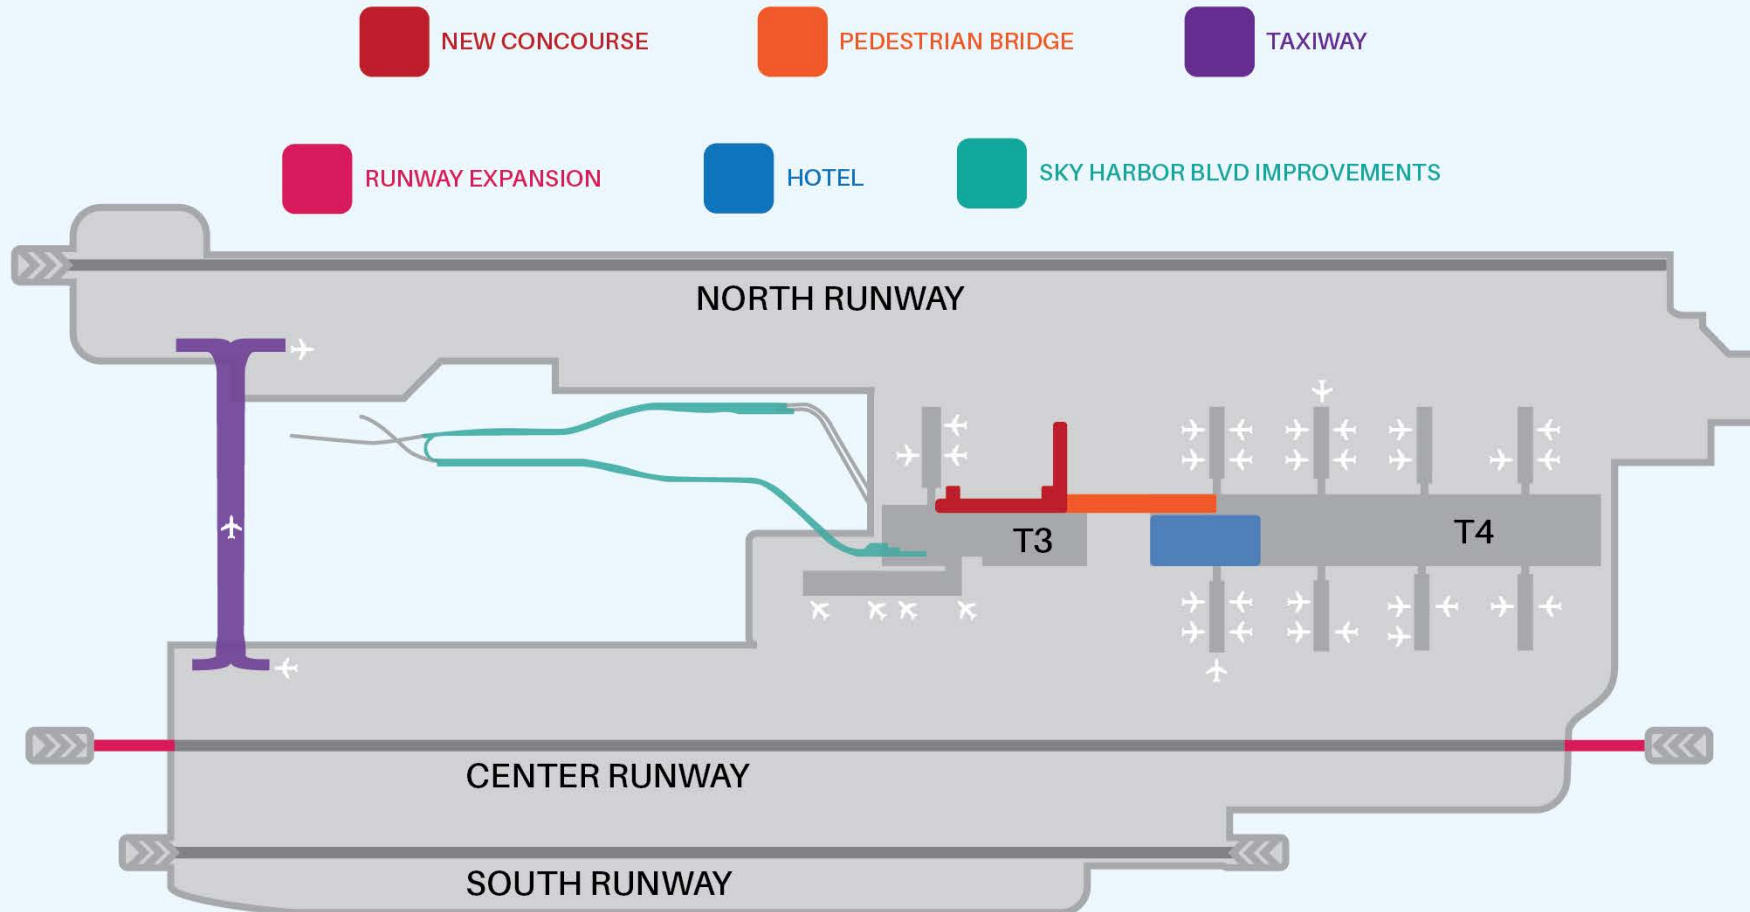 NEW CONCOURSE
PEDESTRIAN BRIDGE
TAXIWAY
RUNWAY EXPANSION
HOTEL
SKY HARBOR BLVD IMPROVEMENTS
NORTH RUNWAY
T3
T4
CENTER RUNWAY
SOUTH RUNWAY